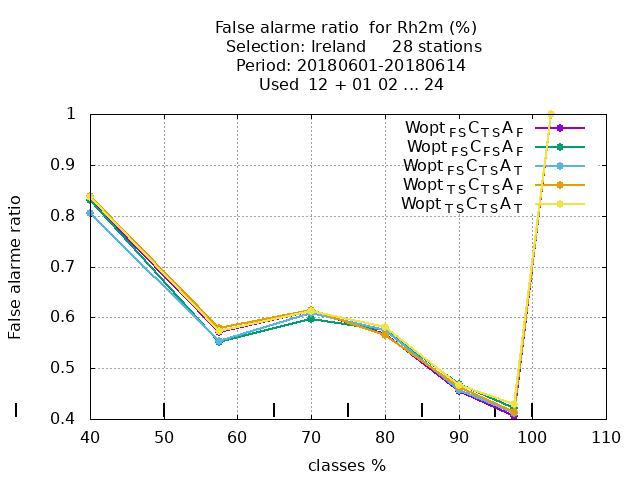 False alarme ratio  for Rh2m (%)
Selection: Ireland     28 stations
Period: 20180601-20180614
Used  12 + 01 02 ... 24
Wopt FS C TS A F
Wopt FS C FS A F
Wopt FS C TS A T
Wopt TS C TS A F
Wopt TS C TS A T
1
0.9
0.8
0.7
0.6
0.5
0.4
False alarme ratio
40 50 60 70 80 90 100 110
classes %